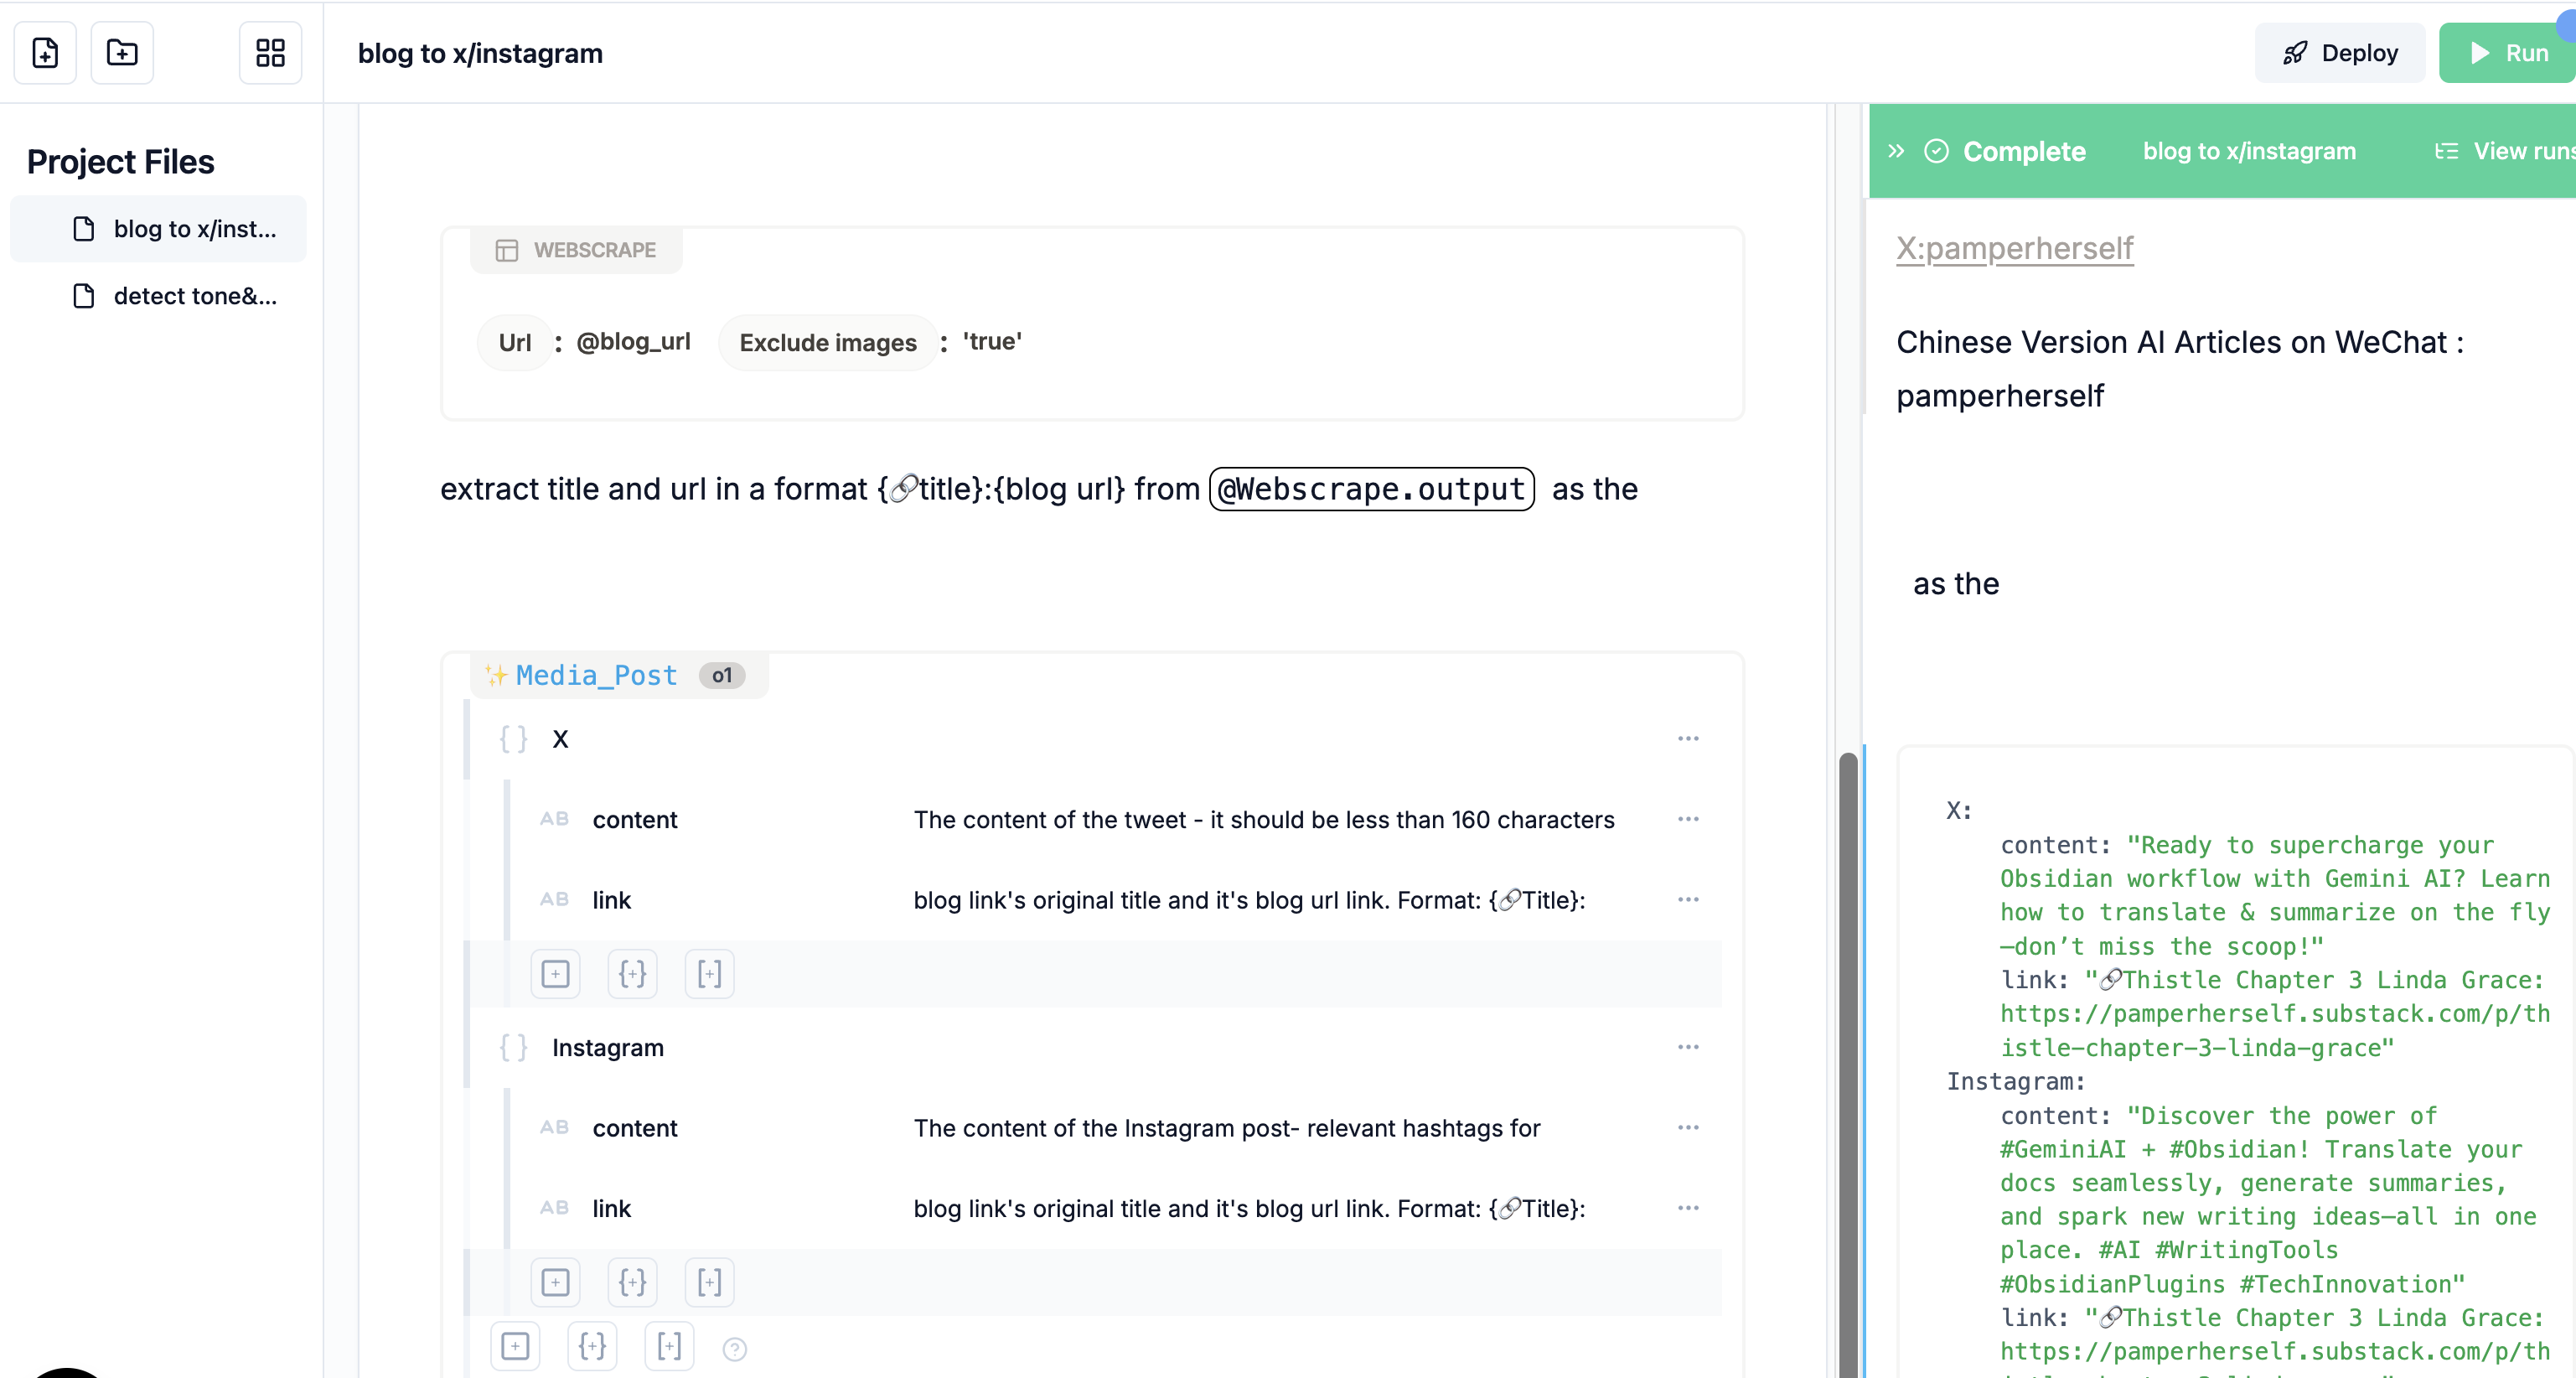 blog to x/instagram
Deploy
Run
Project Files
blog to x/inst...
detect tone&...
WEBSCRAPE
Url : @blog_url Exclude images : 'true'
extract title and url in a format {🔗title}:{blog url} from @Webscrape.output as the
✨Media_Post o1
{ } X
AB content The content of the tweet - it should be less than 160 characters
AB link blog link's original title and it's blog url link. Format: {🔗Title}:
{ } Instagram
AB content The content of the Instagram post- relevant hashtags for
AB link blog link's original title and it's blog url link. Format: {🔗Title}:
Complete blog to x/instagram View runs
X:pamperherself
Chinese Version AI Articles on WeChat :
pamperherself
as the
X:
content: "Ready to supercharge your
Obsidian workflow with Gemini AI? Learn
how to translate & summarize on the fly
—don’t miss the scoop!"
link: "🔗Thistle Chapter 3 Linda Grace:
https://pamperherself.substack.com/p/th
istle-chapter-3-linda-grace"
Instagram:
content: "Discover the power of
#GeminiAI + #Obsidian! Translate your
docs seamlessly, generate summaries,
and spark new writing ideas—all in one
place. #AI #WritingTools
#ObsidianPlugins #TechInnovation"
link: "🔗Thistle Chapter 3 Linda Grace:
https://pamperherself.substack.com/p/th